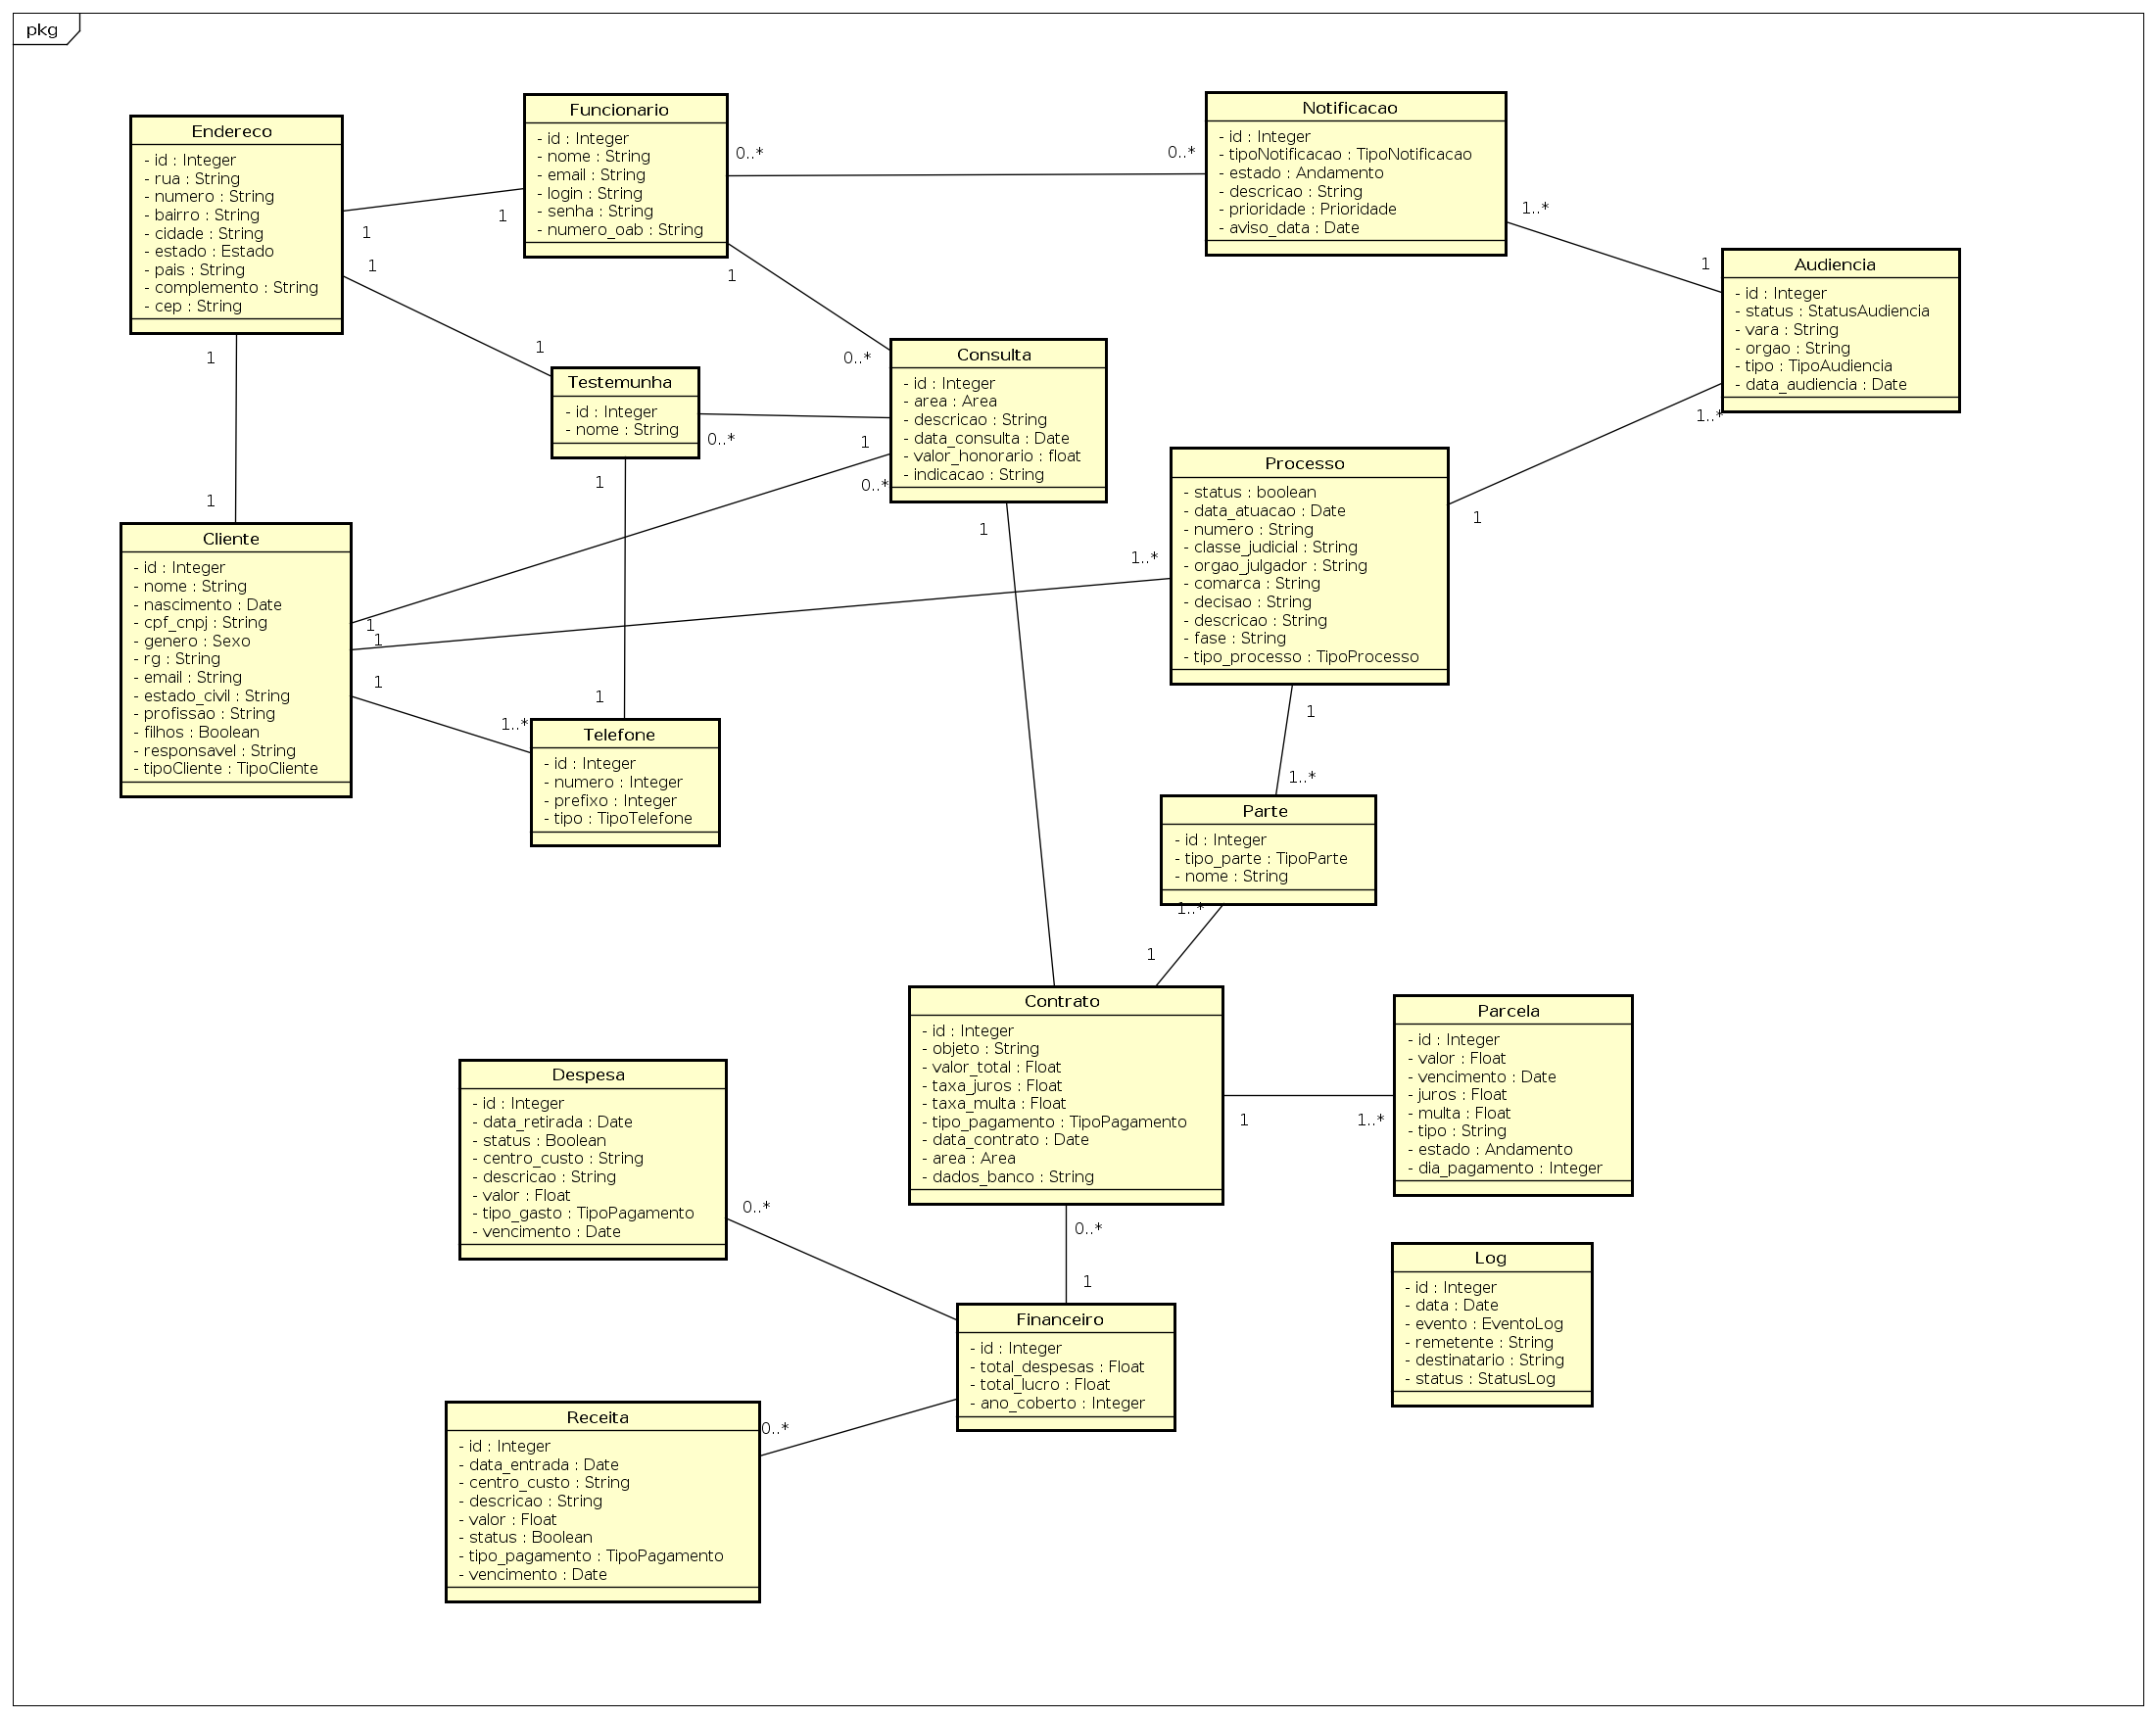 pkg
Endereco
- id : Integer
- rua : String
- numero : String
- bairro : String
- cidade : String
- estado : Estado
- pais : String
- complemento : String
- cep : String
1
1
1
Funcionario
- id : Integer
- nome : String
- email : String
- login : String
- senha : String
- numero_oab : String
1
0..*
1
Notificacao
- id : Integer
- tipoNotificacao : TipoNotificacao
- estado : Andamento
- descricao : String
- prioridade : Prioridade
- aviso_data : Date
0..*
1..*
Audiencia
- id : Integer
- status : StatusAudiencia
- vara : String
- orgao : String
- tipo : TipoAudiencia
- data_audiencia : Date
1
1..*
Testemunha
- id : Integer
- nome : String
1
0..*
1
Consulta
- id : Integer
- area : Area
- descricao : String
- data_consulta : Date
- valor_honorario : float
- indicacao : String
0..*
1
0..*
1
Processo
- status : boolean
- data_atuacao : Date
- numero : String
- classe_judicial : String
- orgao_julgador : String
- comarca : String
- decisao : String
- descricao : String
- fase : String
- tipo_processo : TipoProcesso
1
1..*
1
Cliente
- id : Integer
- nome : String
- nascimento : Date
- cpf_cnpj : String
- genero : Sexo
- rg : String
- email : String
- estado_civil : String
- profissao : String
- filhos : Boolean
- responsavel : String
- tipoCliente : TipoCliente
1
1
1
1
Telefone
- id : Integer
- numero : Integer
- prefixo : Integer
- tipo : TipoTelefone
1
1..*
Parte
- id : Integer
- tipo_parte : TipoParte
- nome : String
1..*
1..*
Contrato
- id : Integer
- objeto : String
- valor_total : Float
- taxa_juros : Float
- taxa_multa : Float
- tipo_pagamento : TipoPagamento
- data_contrato : Date
- area : Area
- dados_banco : String
1
1
0..*
Parcela
- id : Integer
- valor : Float
- vencimento : Date
- juros : Float
- multa : Float
- tipo : String
- estado : Andamento
- dia_pagamento : Integer
1..*
Despesa
- id : Integer
- data_retirada : Date
- status : Boolean
- centro_custo : String
- descricao : String
- valor : Float
- tipo_gasto : TipoPagamento
- vencimento : Date
0..*
Log
- id : Integer
- data : Date
- evento : EventoLog
- remetente : String
- destinatario : String
- status : StatusLog
Financeiro
- id : Integer
- total_despesas : Float
- total_lucro : Float
- ano_coberto : Integer
1
Receita
- id : Integer
- data_entrada : Date
- centro_custo : String
- descricao : String
- valor : Float
- status : Boolean
- tipo_pagamento : TipoPagamento
- vencimento : Date
0..*